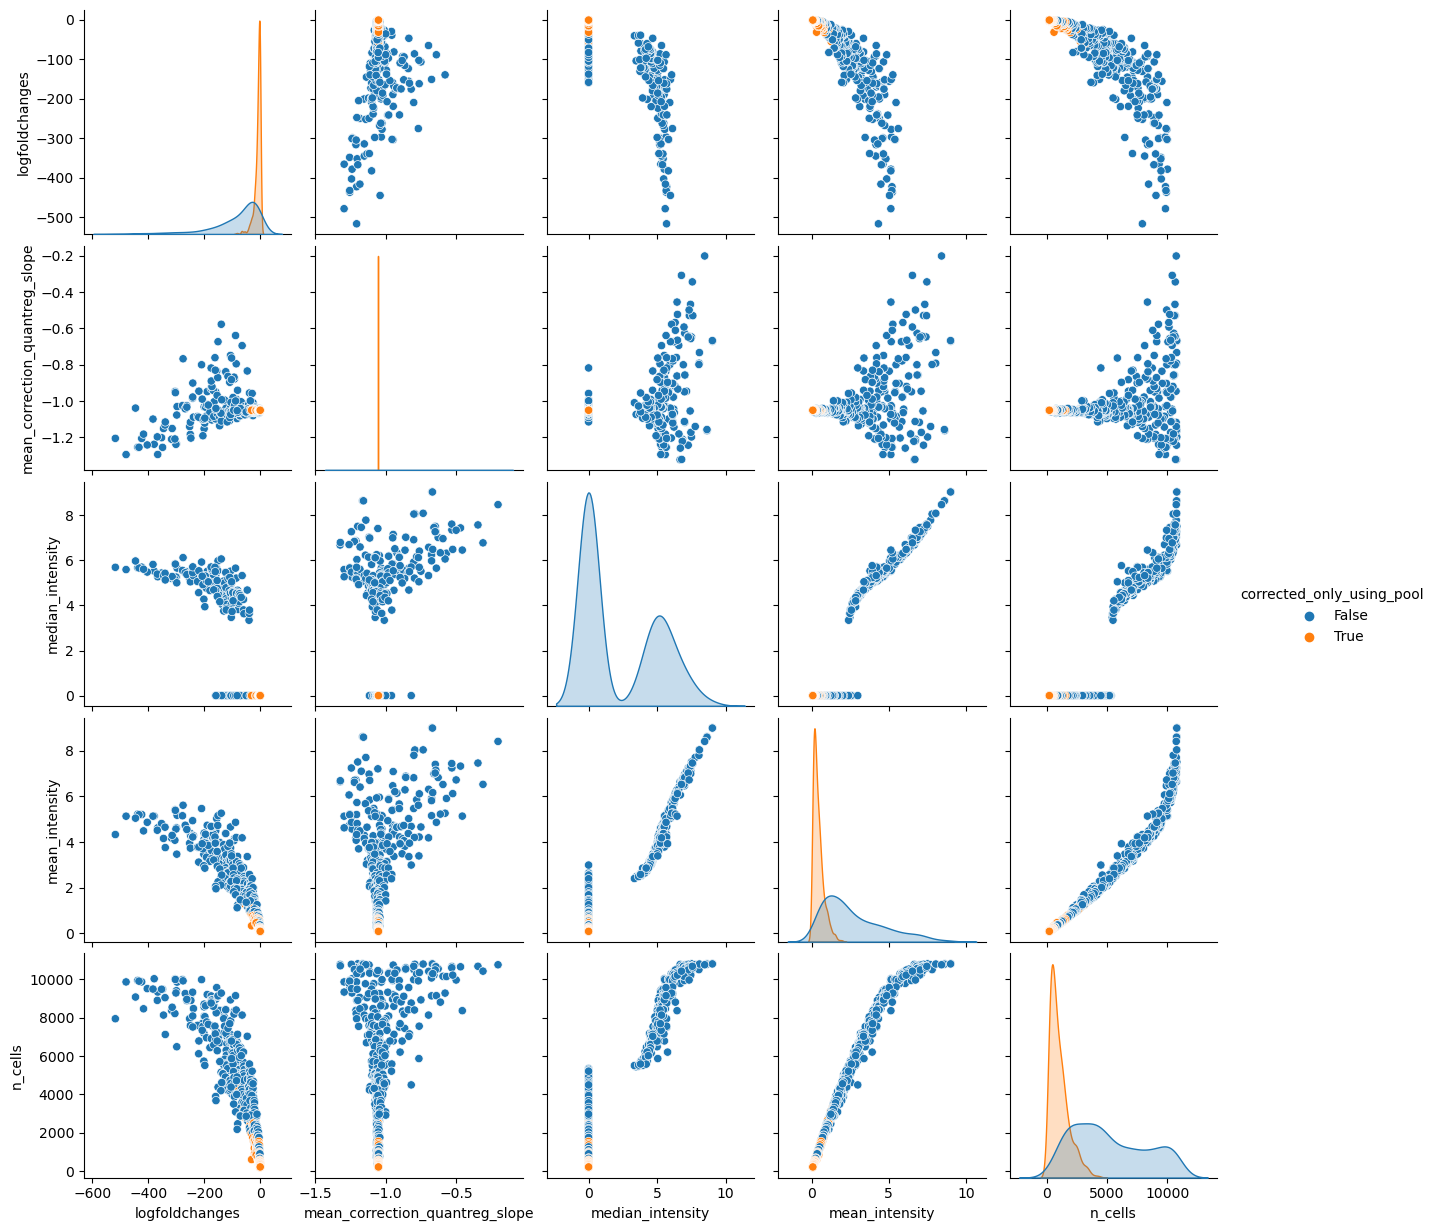 logfoldchanges
0
−100
−200
−300
−400
−500
mean_correction_quantreg_slope
−0.2
−0.4
−0.6
−0.8
−1.0
−1.2
median_intensity
8
6
4
2
0
corrected_only_using_pool
False
True
mean_intensity
8
6
4
2
0
n_cells
10000
8000
6000
4000
2000
0
−600 −400 −200 0 −1.5 −1.0 −0.5 0 5 10 0 5 10 0 5000 10000
logfoldchanges mean_correction_quantreg_slope median_intensity mean_intensity n_cells